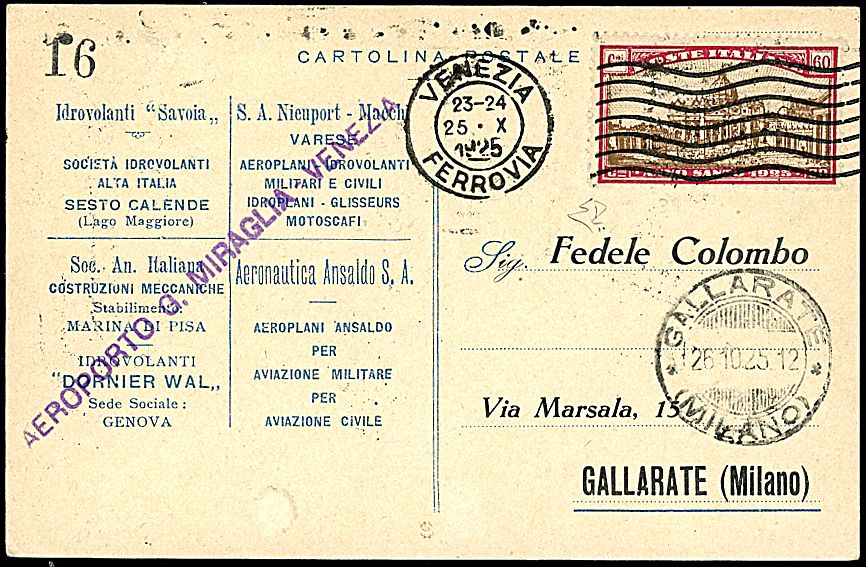 16
CARTOLINA POSTALE
Idrovolanti "Savoia„
SOCIETÀ IDROVOLANTI
ALTA ITALIA
SESTO CALENDE
(Lago Maggiore)
S. A. Nieuport - Macchi
VARESE
AEROPLANI - IDROVOLANTI
MILITARI E CIVILI
IDROPLANI - GLISSEURS
MOTOSCAFI
Soc. An. Italiana
COSTRUZIONI MECCANICHE
Stabilimento:
MARINA DI PISA
IDROVOLANTI
"DORNIER WAL„
Sede Sociale:
GENOVA
Aeronautica Ansaldo S. A.
AEROPLANI ANSALDO
PER
AVIAZIONE MILITARE
PER
AVIAZIONE CIVILE
AEROPORTO G. MIRAGLIA VENEZIA
VENEZIA
23-24
25 · X
1925
FERROVIA
60
Sig. Fedele Colombo
GALLARATE
26.10.25.12
(MILANO)
Via Marsala, 15
GALLARATE (Milano)